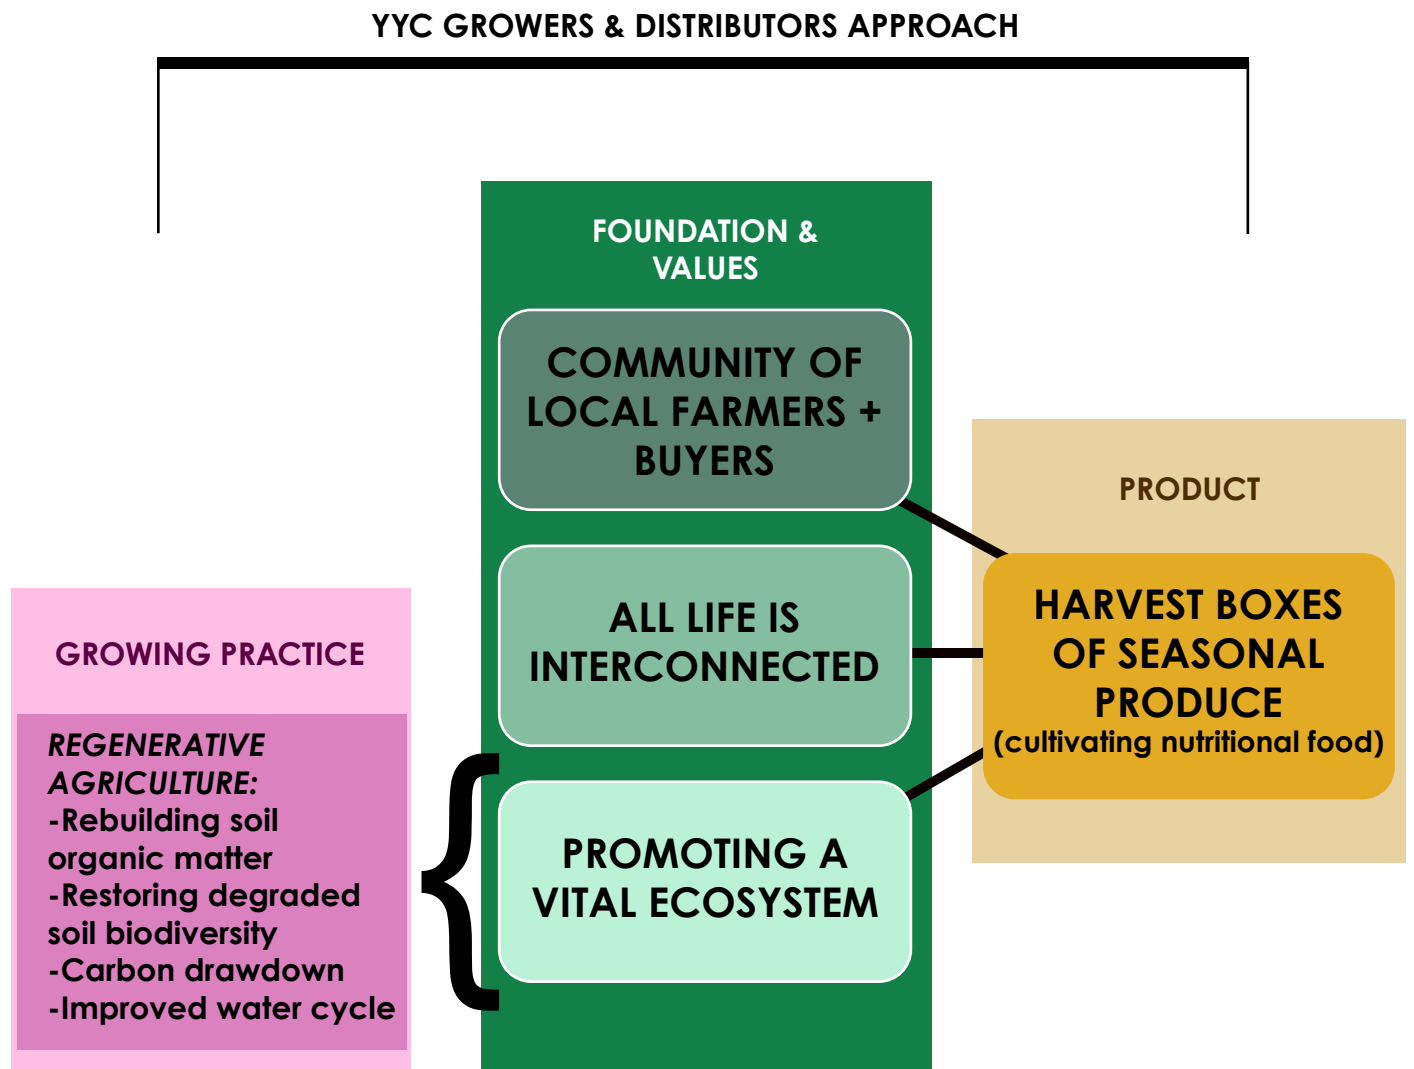 YYC GROWERS & DISTRIBUTORS APPROACH
FOUNDATION &
VALUES
COMMUNITY OF
LOCAL FARMERS +
BUYERS
ALL LIFE IS
INTERCONNECTED
PROMOTING A
VITAL ECOSYSTEM
GROWING PRACTICE
REGENERATIVE
AGRICULTURE:
-Rebuilding soil
organic matter
-Restoring degraded
soil biodiversity
-Carbon drawdown
-Improved water cycle
PRODUCT
HARVEST BOXES
OF SEASONAL
PRODUCE
(cultivating nutritional food)